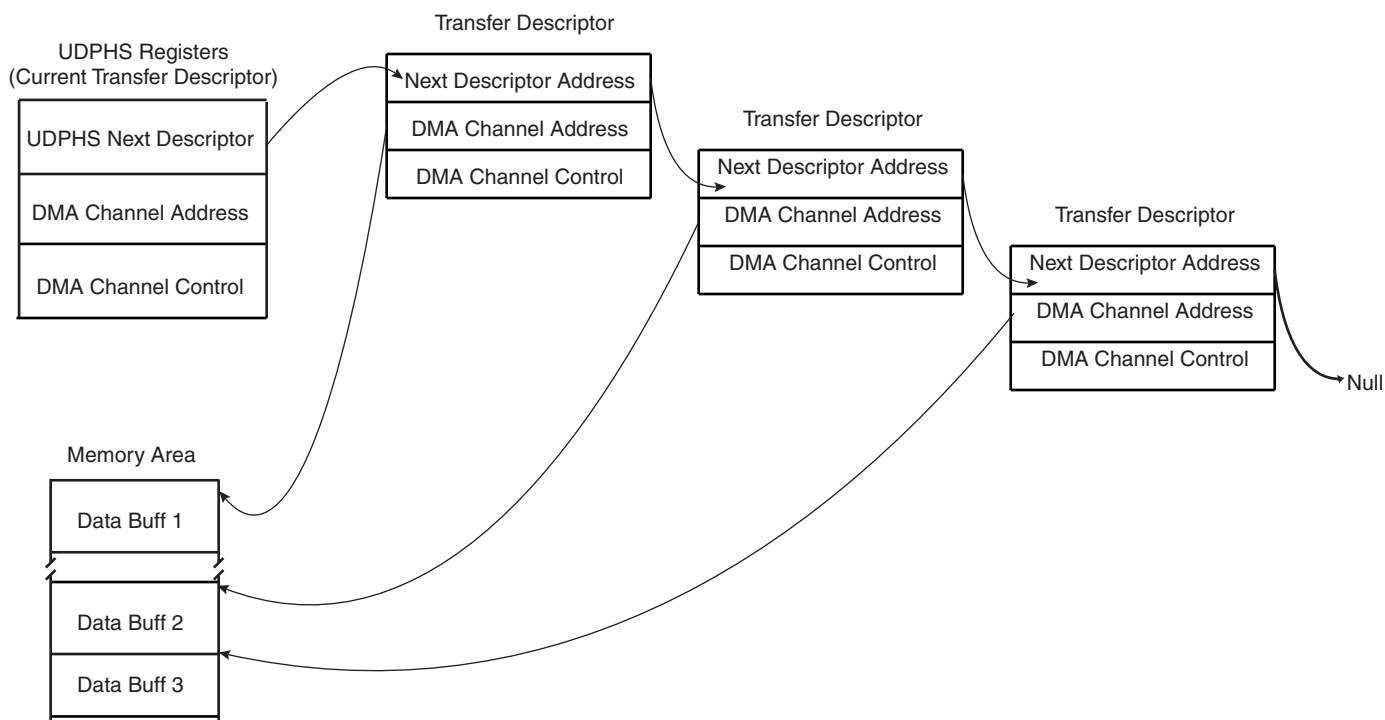 UDPHS Registers
(Current Transfer Descriptor)
UDPHS Next Descriptor
DMA Channel Address
DMA Channel Control
Transfer Descriptor
Next Descriptor Address
DMA Channel Address
DMA Channel Control
Transfer Descriptor
Next Descriptor Address
DMA Channel Address
DMA Channel Control
Transfer Descriptor
Next Descriptor Address
DMA Channel Address
DMA Channel Control
Null
Memory Area
Data Buff 1
Data Buff 2
Data Buff 3